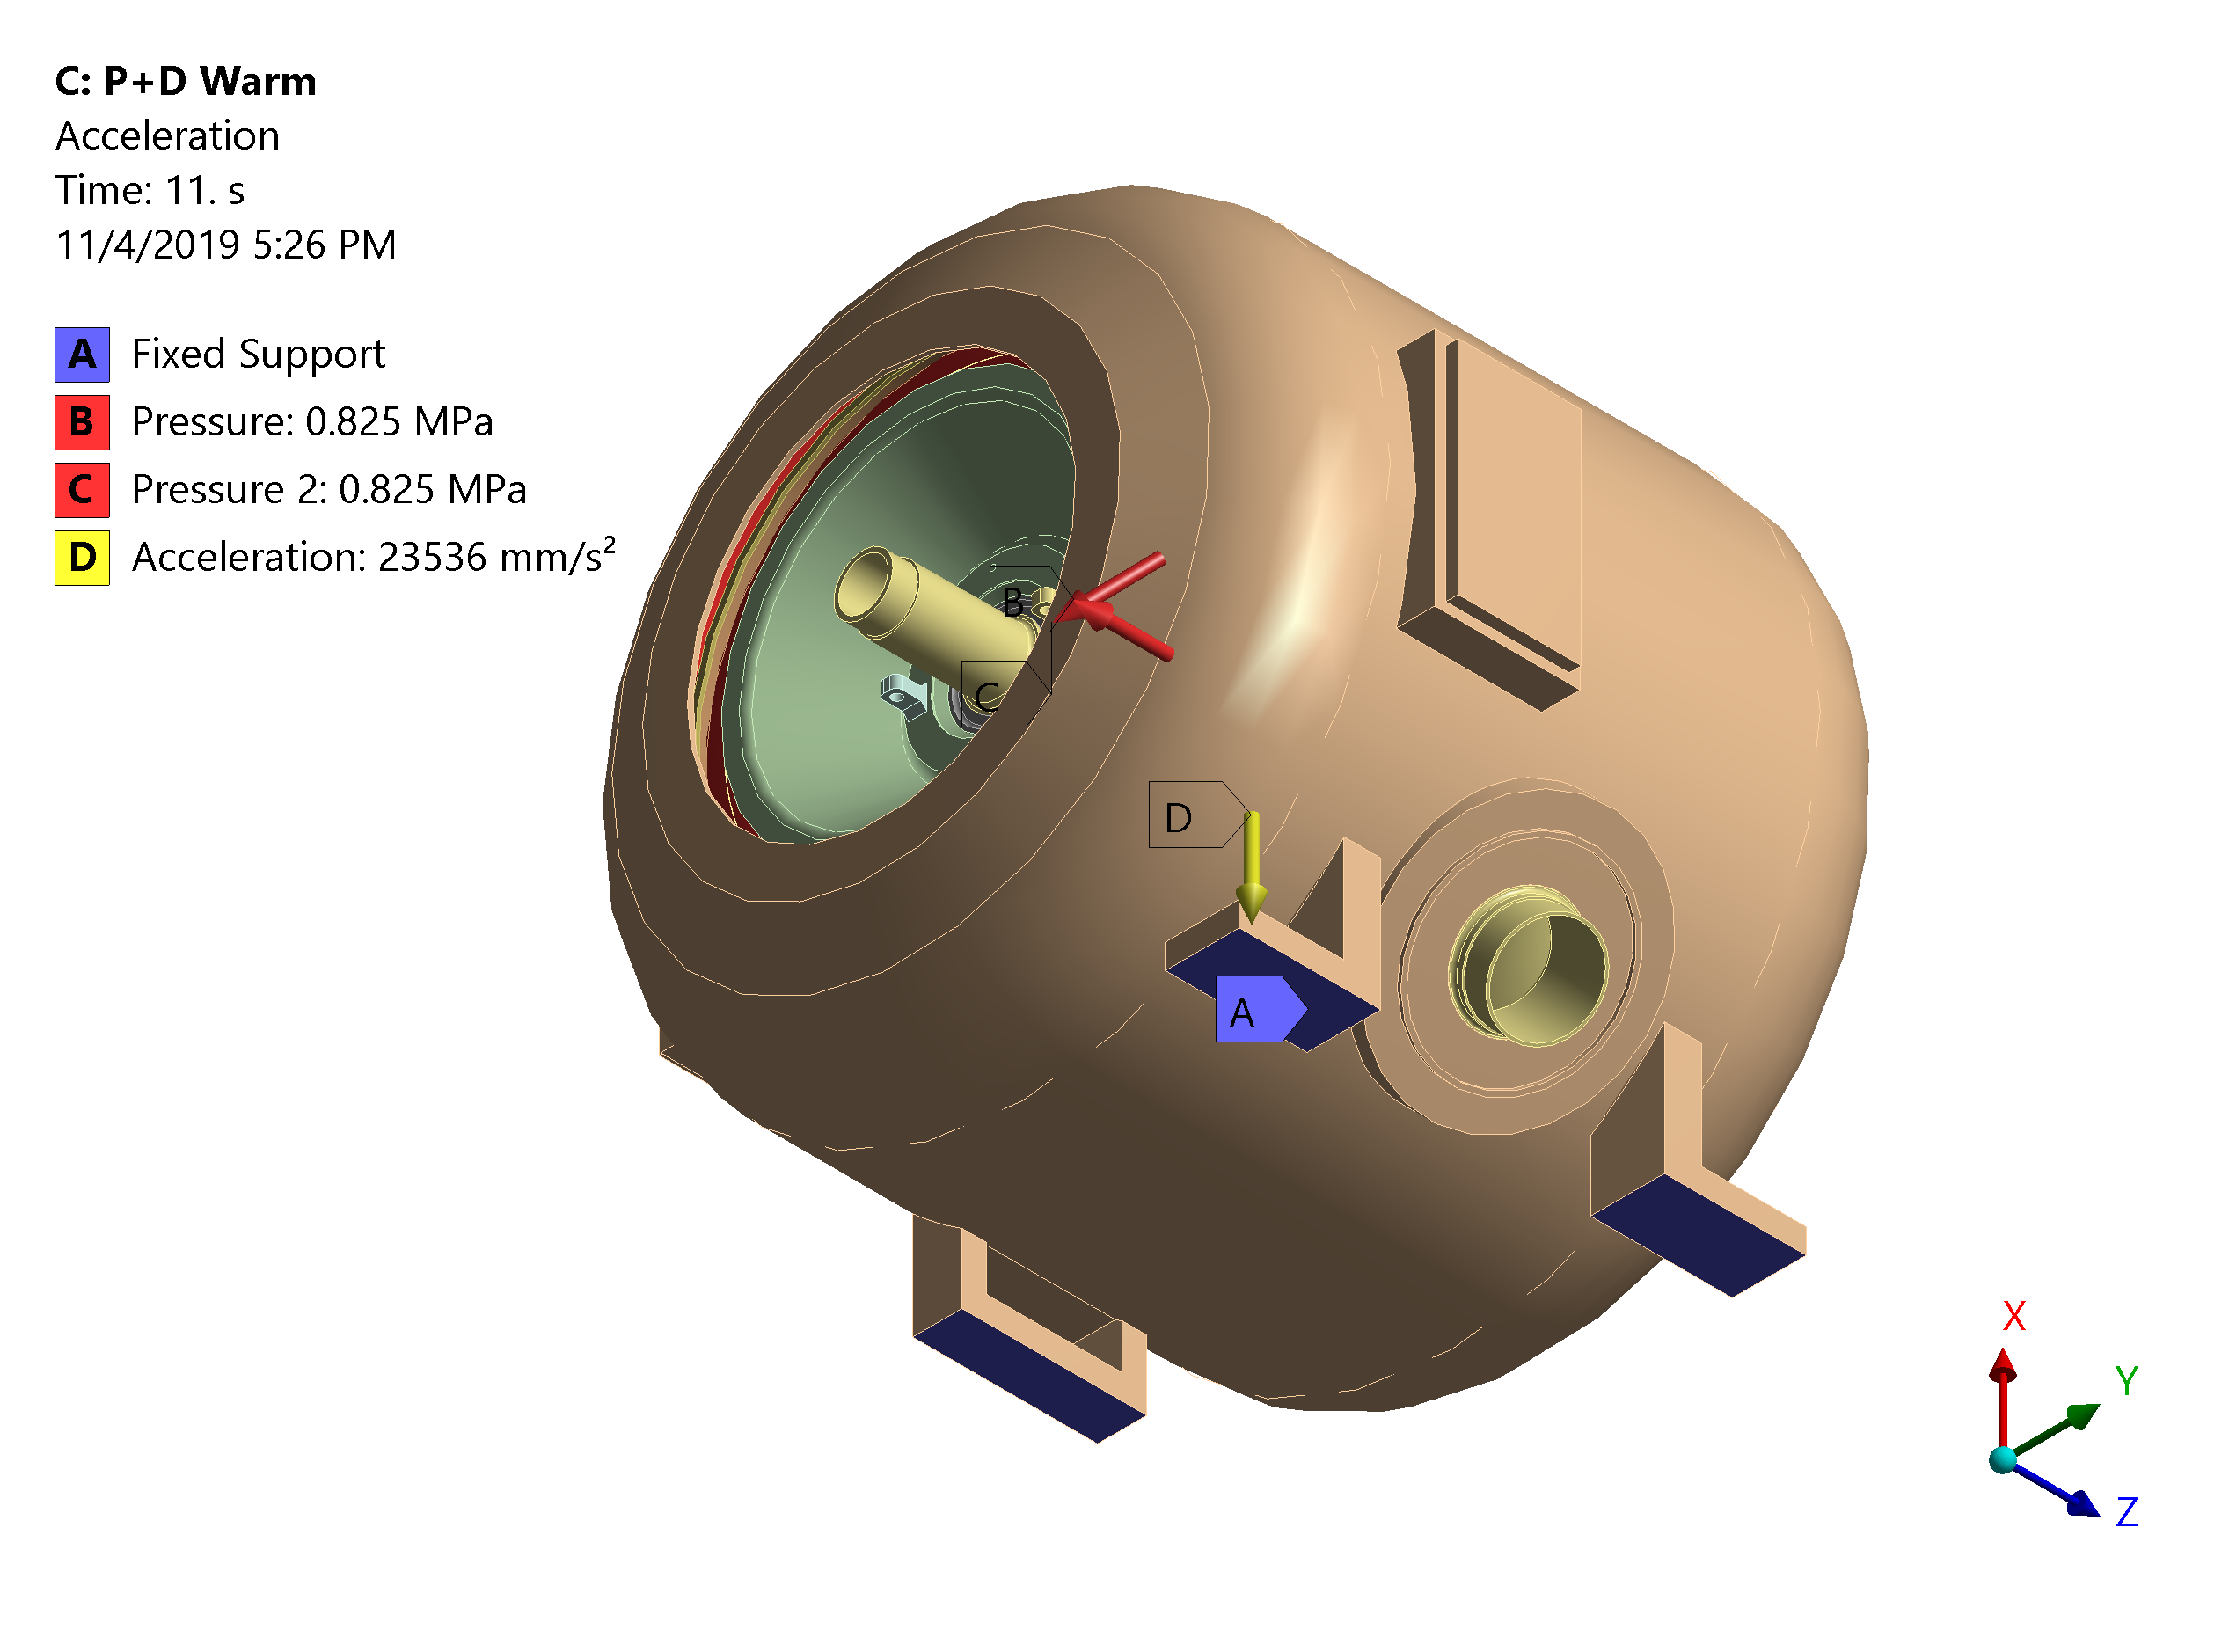 C: P+D Warm
Acceleration
Time: 11. s
11/4/2019 5:26 PM
A Fixed Support
B Pressure: 0.825 MPa
C Pressure 2: 0.825 MPa
D Acceleration: 23536 mm/s²
B
C
D
A
X
Y
Z